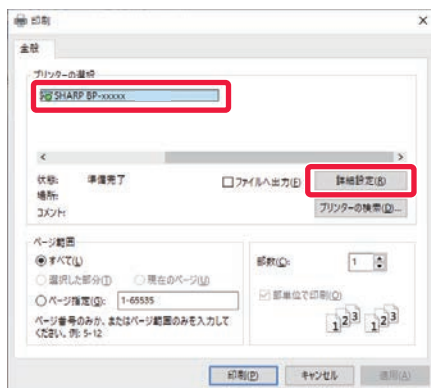 印刷
全般
プリンターの選択
SHARP BP-xxxxx
状態: 準備完了
場所:
コメント:
ファイルへ出力(F)
詳細設定(R)
プリンターの検索(D)...
ページ範囲
すべて(L)
選択した部分(T) 現在のページ(U)
ページ指定(G): 1-65535
ページ番号のみか、またはページ範囲のみを入力して
ください。例: 5-12
部数(C): 1
部単位で印刷(O)
1 2 3 1 2 3
印刷(P) キャンセル 適用(A)